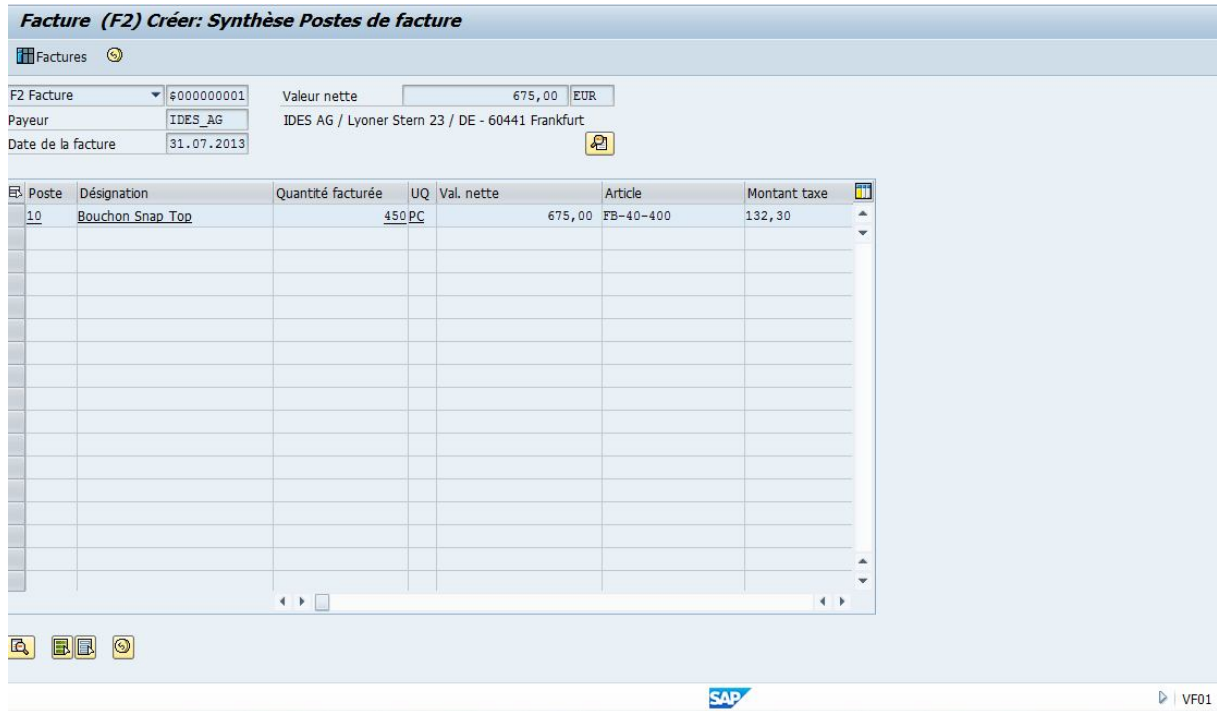 Facture (F2) Créer: Synthèse Postes de facture
Factures
F2 Facture $000000001 Valeur nette 675,00 EUR
Payeur IDES_AG IDES AG / Lyoner Stern 23 / DE - 60441 Frankfurt
Date de la facture 31.07.2013
Poste Désignation Quantité facturée UQ Val. nette Article Montant taxe
10 Bouchon Snap Top 450 PC 675,00 FB-40-400 132,30
SAP VF01